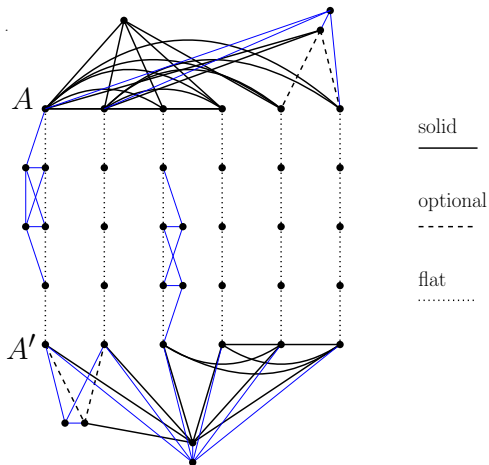 A
solid
optional
flat
A′